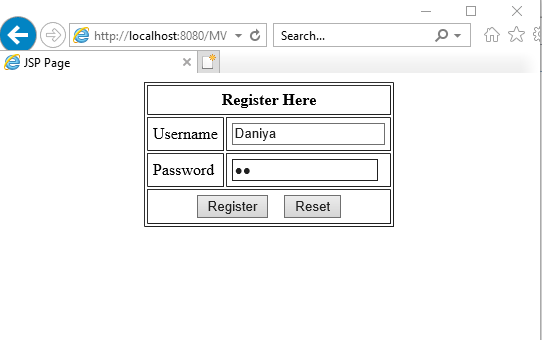 http://localhost:8080/MV
Search...
JSP Page
Register Here
Username Daniya
Password ●●
Register Reset